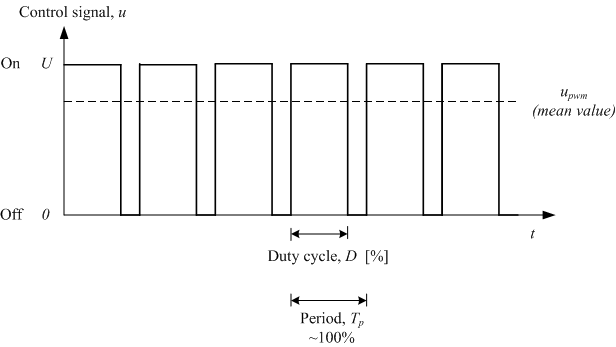 Control signal, u
On U
u_pwm
(mean value)
Off 0
t
Duty cycle, D [%]
Period, T_p
~100%